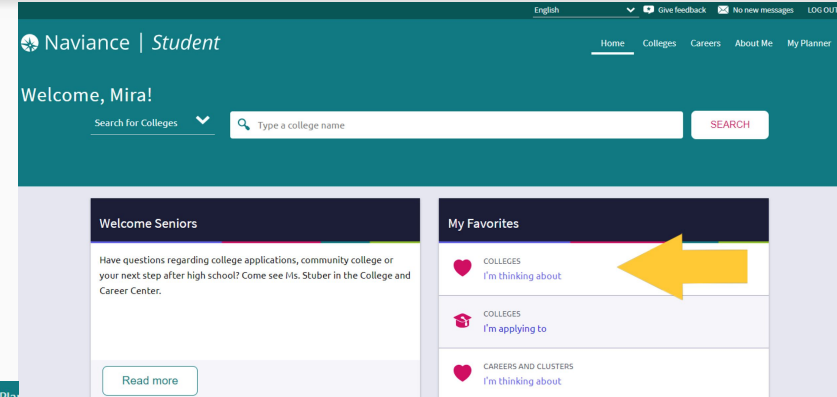 English
Give feedback
No new messages
LOG OUT
Naviance | Student
Home
Colleges
Careers
About Me
My Planner
Welcome, Mira!
Search for Colleges
Type a college name
SEARCH
Welcome Seniors
Have questions regarding college applications, community college or
your next step after high school? Come see Ms. Stuber in the College and
Career Center.
Read more
My Favorites
COLLEGES
I'm thinking about
COLLEGES
I'm applying to
CAREERS AND CLUSTERS
I'm thinking about